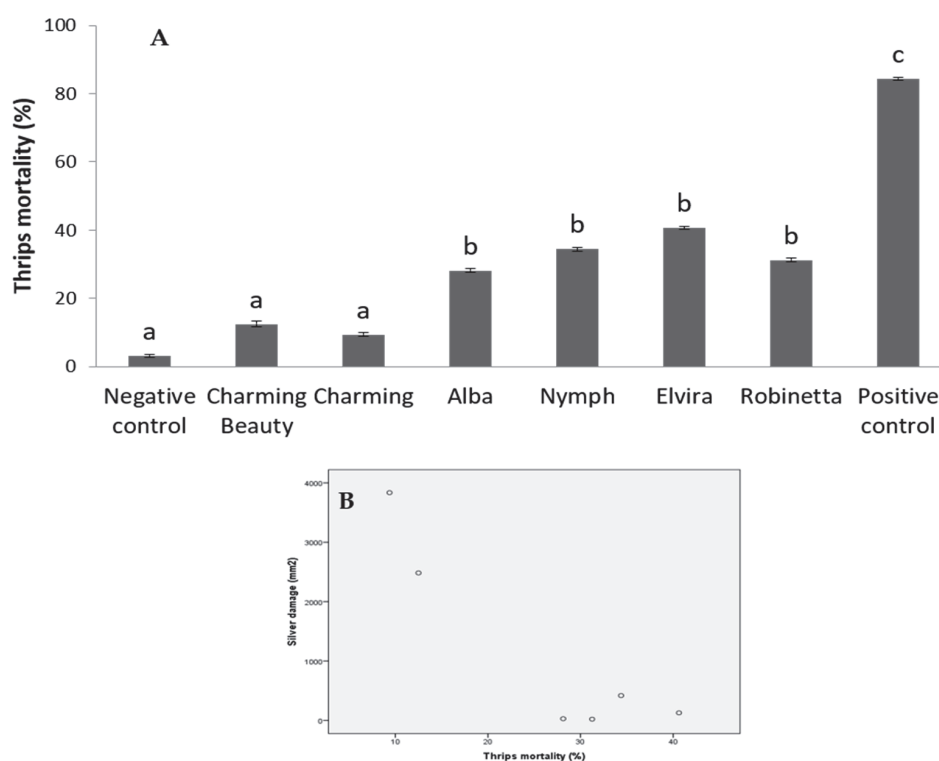 A
Thrips mortality (%)
100
80
60
40
20
0
a
a
a
b
b
b
b
c
Negative control
Charming Beauty
Charming
Alba
Nymph
Elvira
Robinetta
Positive control
B
Silver damage (mm2)
4000
3000
2000
1000
0
10
20
30
40
Thrips mortality (%)